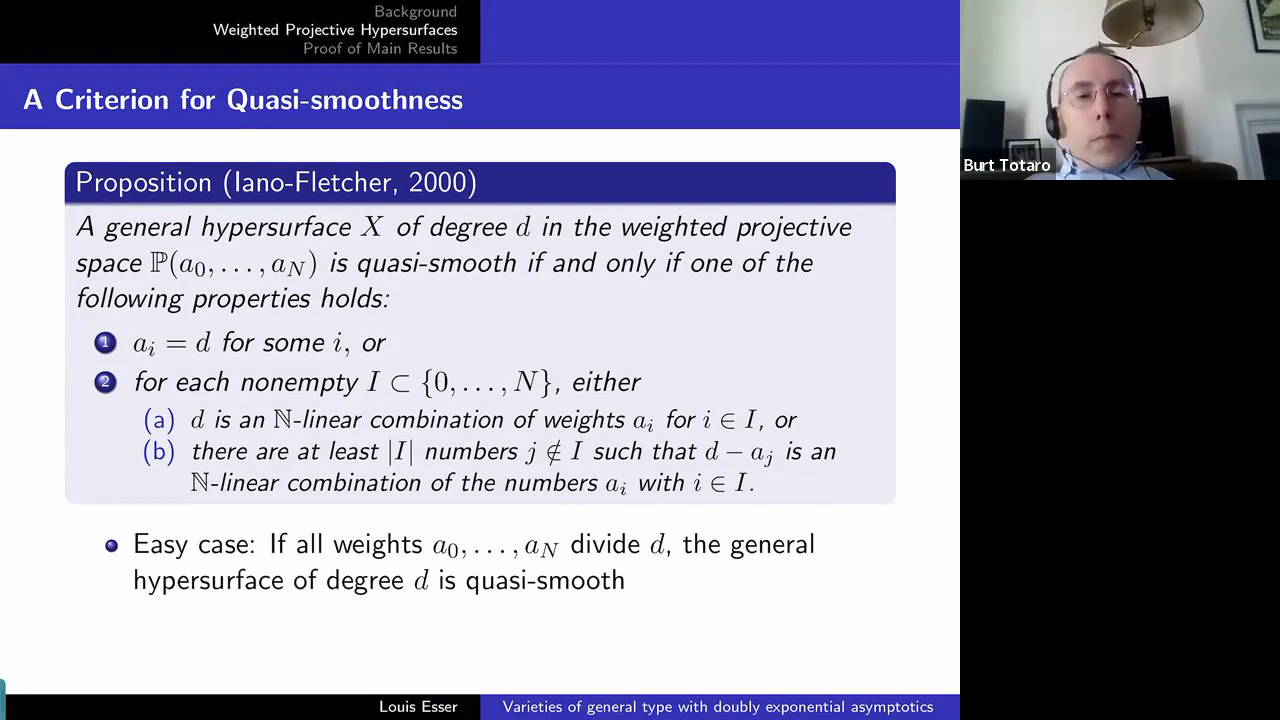 Background
Weighted Projective Hypersurfaces
Proof of Main Results
A Criterion for Quasi-smoothness
Proposition (Iano-Fletcher, 2000)
A general hypersurface X of degree d in the weighted projective
space ℙ(a₀, . . . , a_N) is quasi-smooth if and only if one of the
following properties holds:
1 aᵢ = d for some i, or
2 for each nonempty I ⊂ {0, . . . , N}, either
(a) d is an ℕ-linear combination of weights aᵢ for i ∈ I, or
(b) there are at least |I| numbers j ∉ I such that d − aⱼ is an
ℕ-linear combination of the numbers aᵢ with i ∈ I.
Easy case: If all weights a₀, . . . , a_N divide d, the general
hypersurface of degree d is quasi-smooth
Louis Esser
Varieties of general type with doubly exponential asymptotics
Burt Totaro